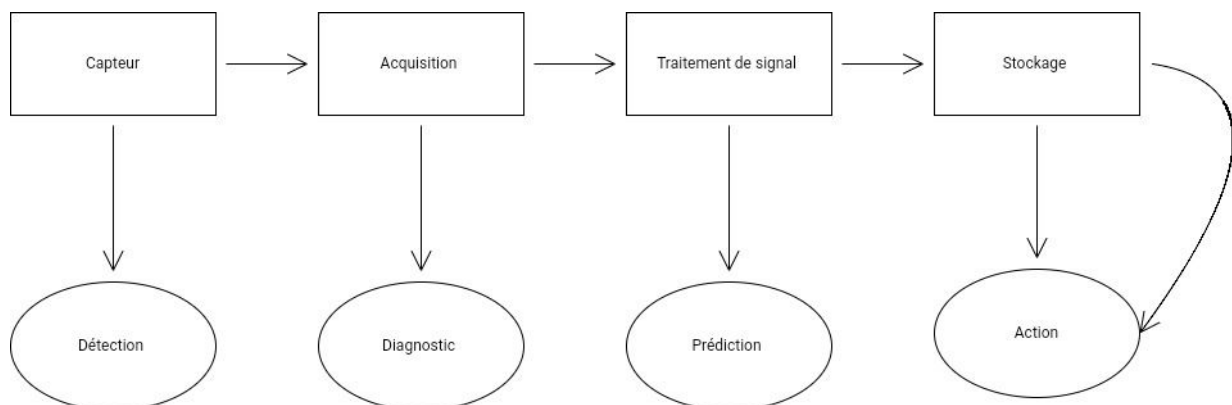 Capteur
Acquisition
Traitement de signal
Stockage
Détection
Diagnostic
Prédiction
Action